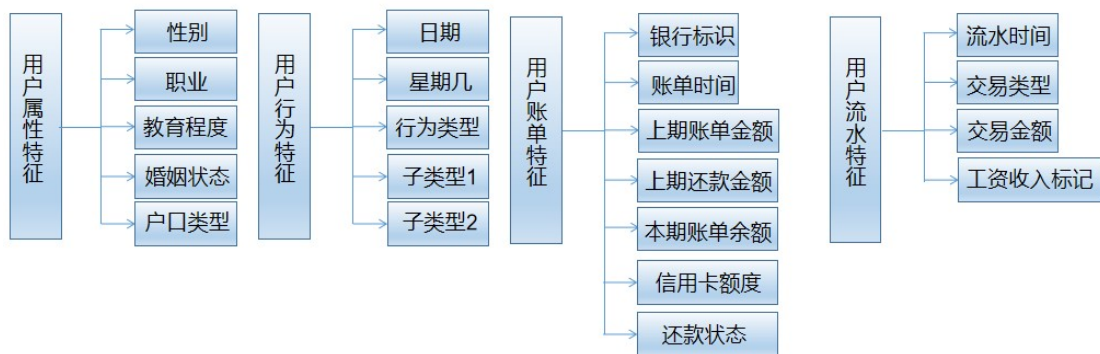 用户属性特征
性别
职业
教育程度
婚姻状态
户口类型
用户行为特征
日期
星期几
行为类型
子类型1
子类型2
用户账单特征
银行标识
账单时间
上期账单金额
上期还款金额
本期账单余额
信用卡额度
还款状态
用户流水特征
流水时间
交易类型
交易金额
工资收入标记